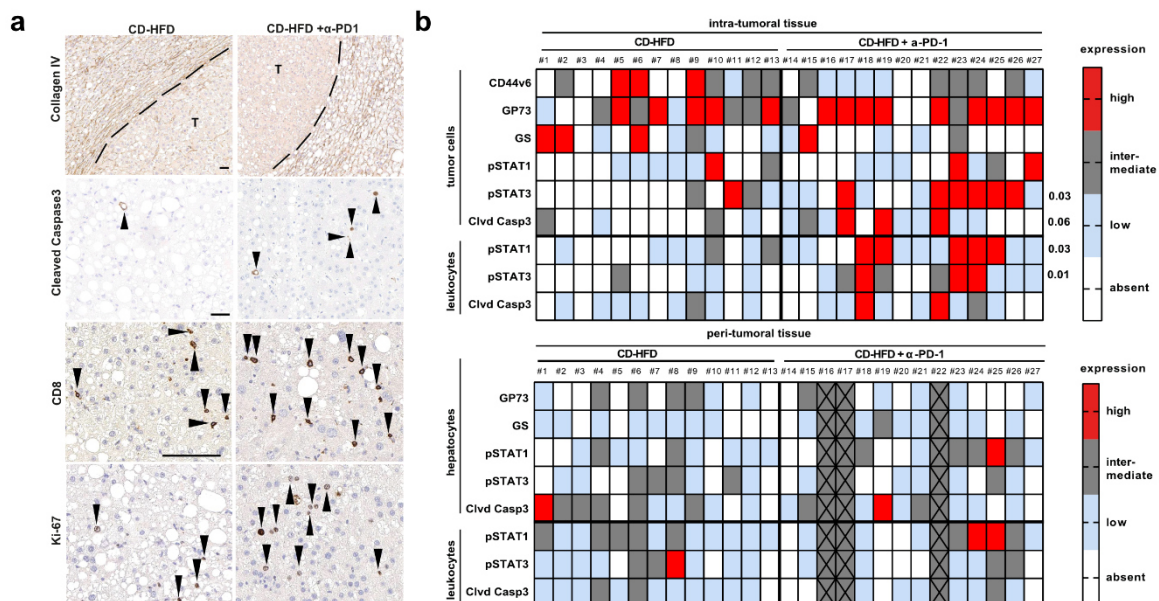 a
CD-HFD
CD-HFD +α-PD1
Collagen IV
T
T
Cleaved Caspase3
CD8
Ki-67
b
intra-tumoral tissue
CD-HFD
CD-HFD + a-PD-1
#1 #2 #3 #4 #5 #6 #7 #8 #9 #10 #11 #12 #13 #14 #15 #16 #17 #18 #19 #20 #21 #22 #23 #24 #25 #26 #27
tumor cells
CD44v6
GP73
GS
pSTAT1
pSTAT3
0.03
Clvd Casp3
0.06
leukocytes
pSTAT1
0.03
pSTAT3
0.01
Clvd Casp3
expression
high
inter-
mediate
low
absent
peri-tumoral tissue
CD-HFD
CD-HFD + α-PD-1
#1 #2 #3 #4 #5 #6 #7 #8 #9 #10 #11 #12 #13 #14 #15 #16 #17 #18 #19 #20 #21 #22 #23 #24 #25 #26 #27
hepatocytes
GP73
GS
pSTAT1
pSTAT3
Clvd Casp3
leukocytes
pSTAT1
pSTAT3
Clvd Casp3
expression
high
inter-
mediate
low
absent